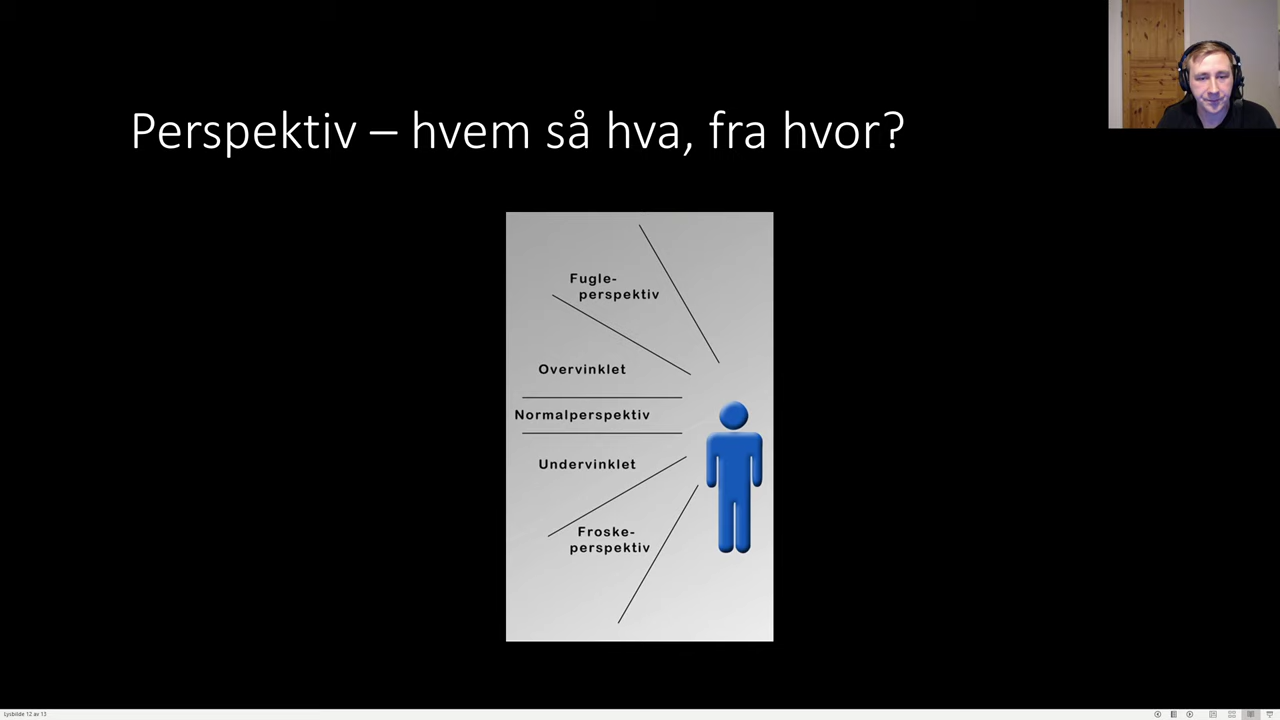 Perspektiv – hvem så hva, fra hvor?
Fugle-
perspektiv
Overvinklet
Normalperspektiv
Undervinklet
Froske-
perspektiv
Lysbilde 12 av 13